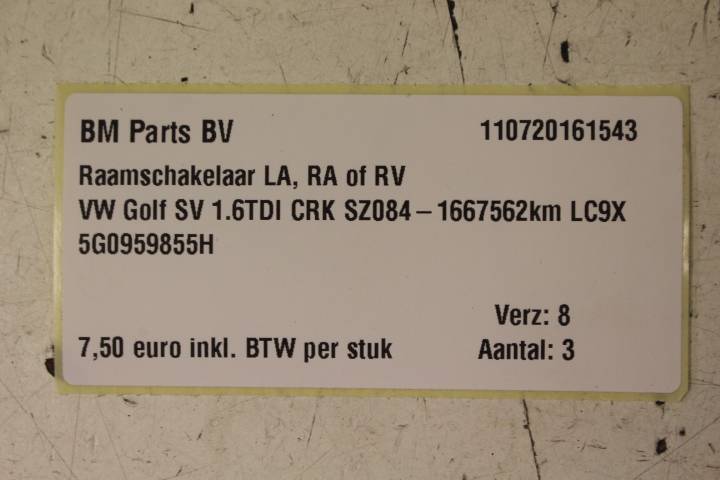 BM Parts BV 110720161543
Raamschakelaar LA, RA of RV
VW Golf SV 1.6TDI CRK SZ084 – 1667562km LC9X
5G0959855H
Verz: 8
7,50 euro inkl. BTW per stuk Aantal: 3